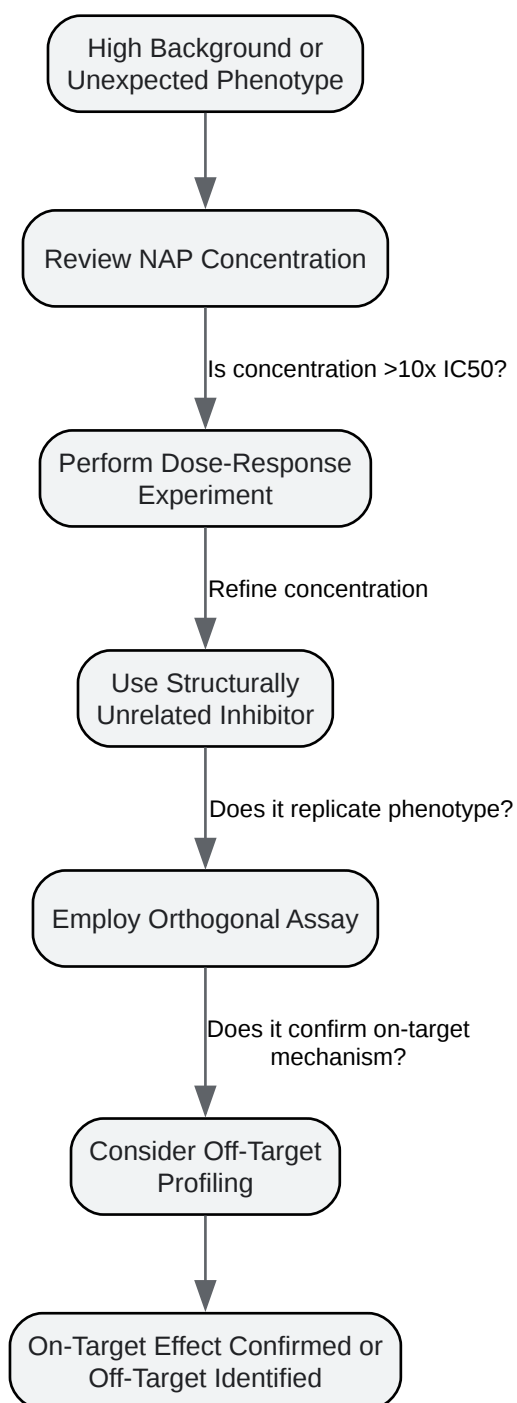 High Background or
Unexpected Phenotype
Review NAP Concentration
Is concentration >10x IC50?
Perform Dose-Response
Experiment
Refine concentration
Use Structurally
Unrelated Inhibitor
Does it replicate phenotype?
Employ Orthogonal Assay
Does it confirm on-target
mechanism?
Consider Off-Target
Profiling
On-Target Effect Confirmed or
Off-Target Identified